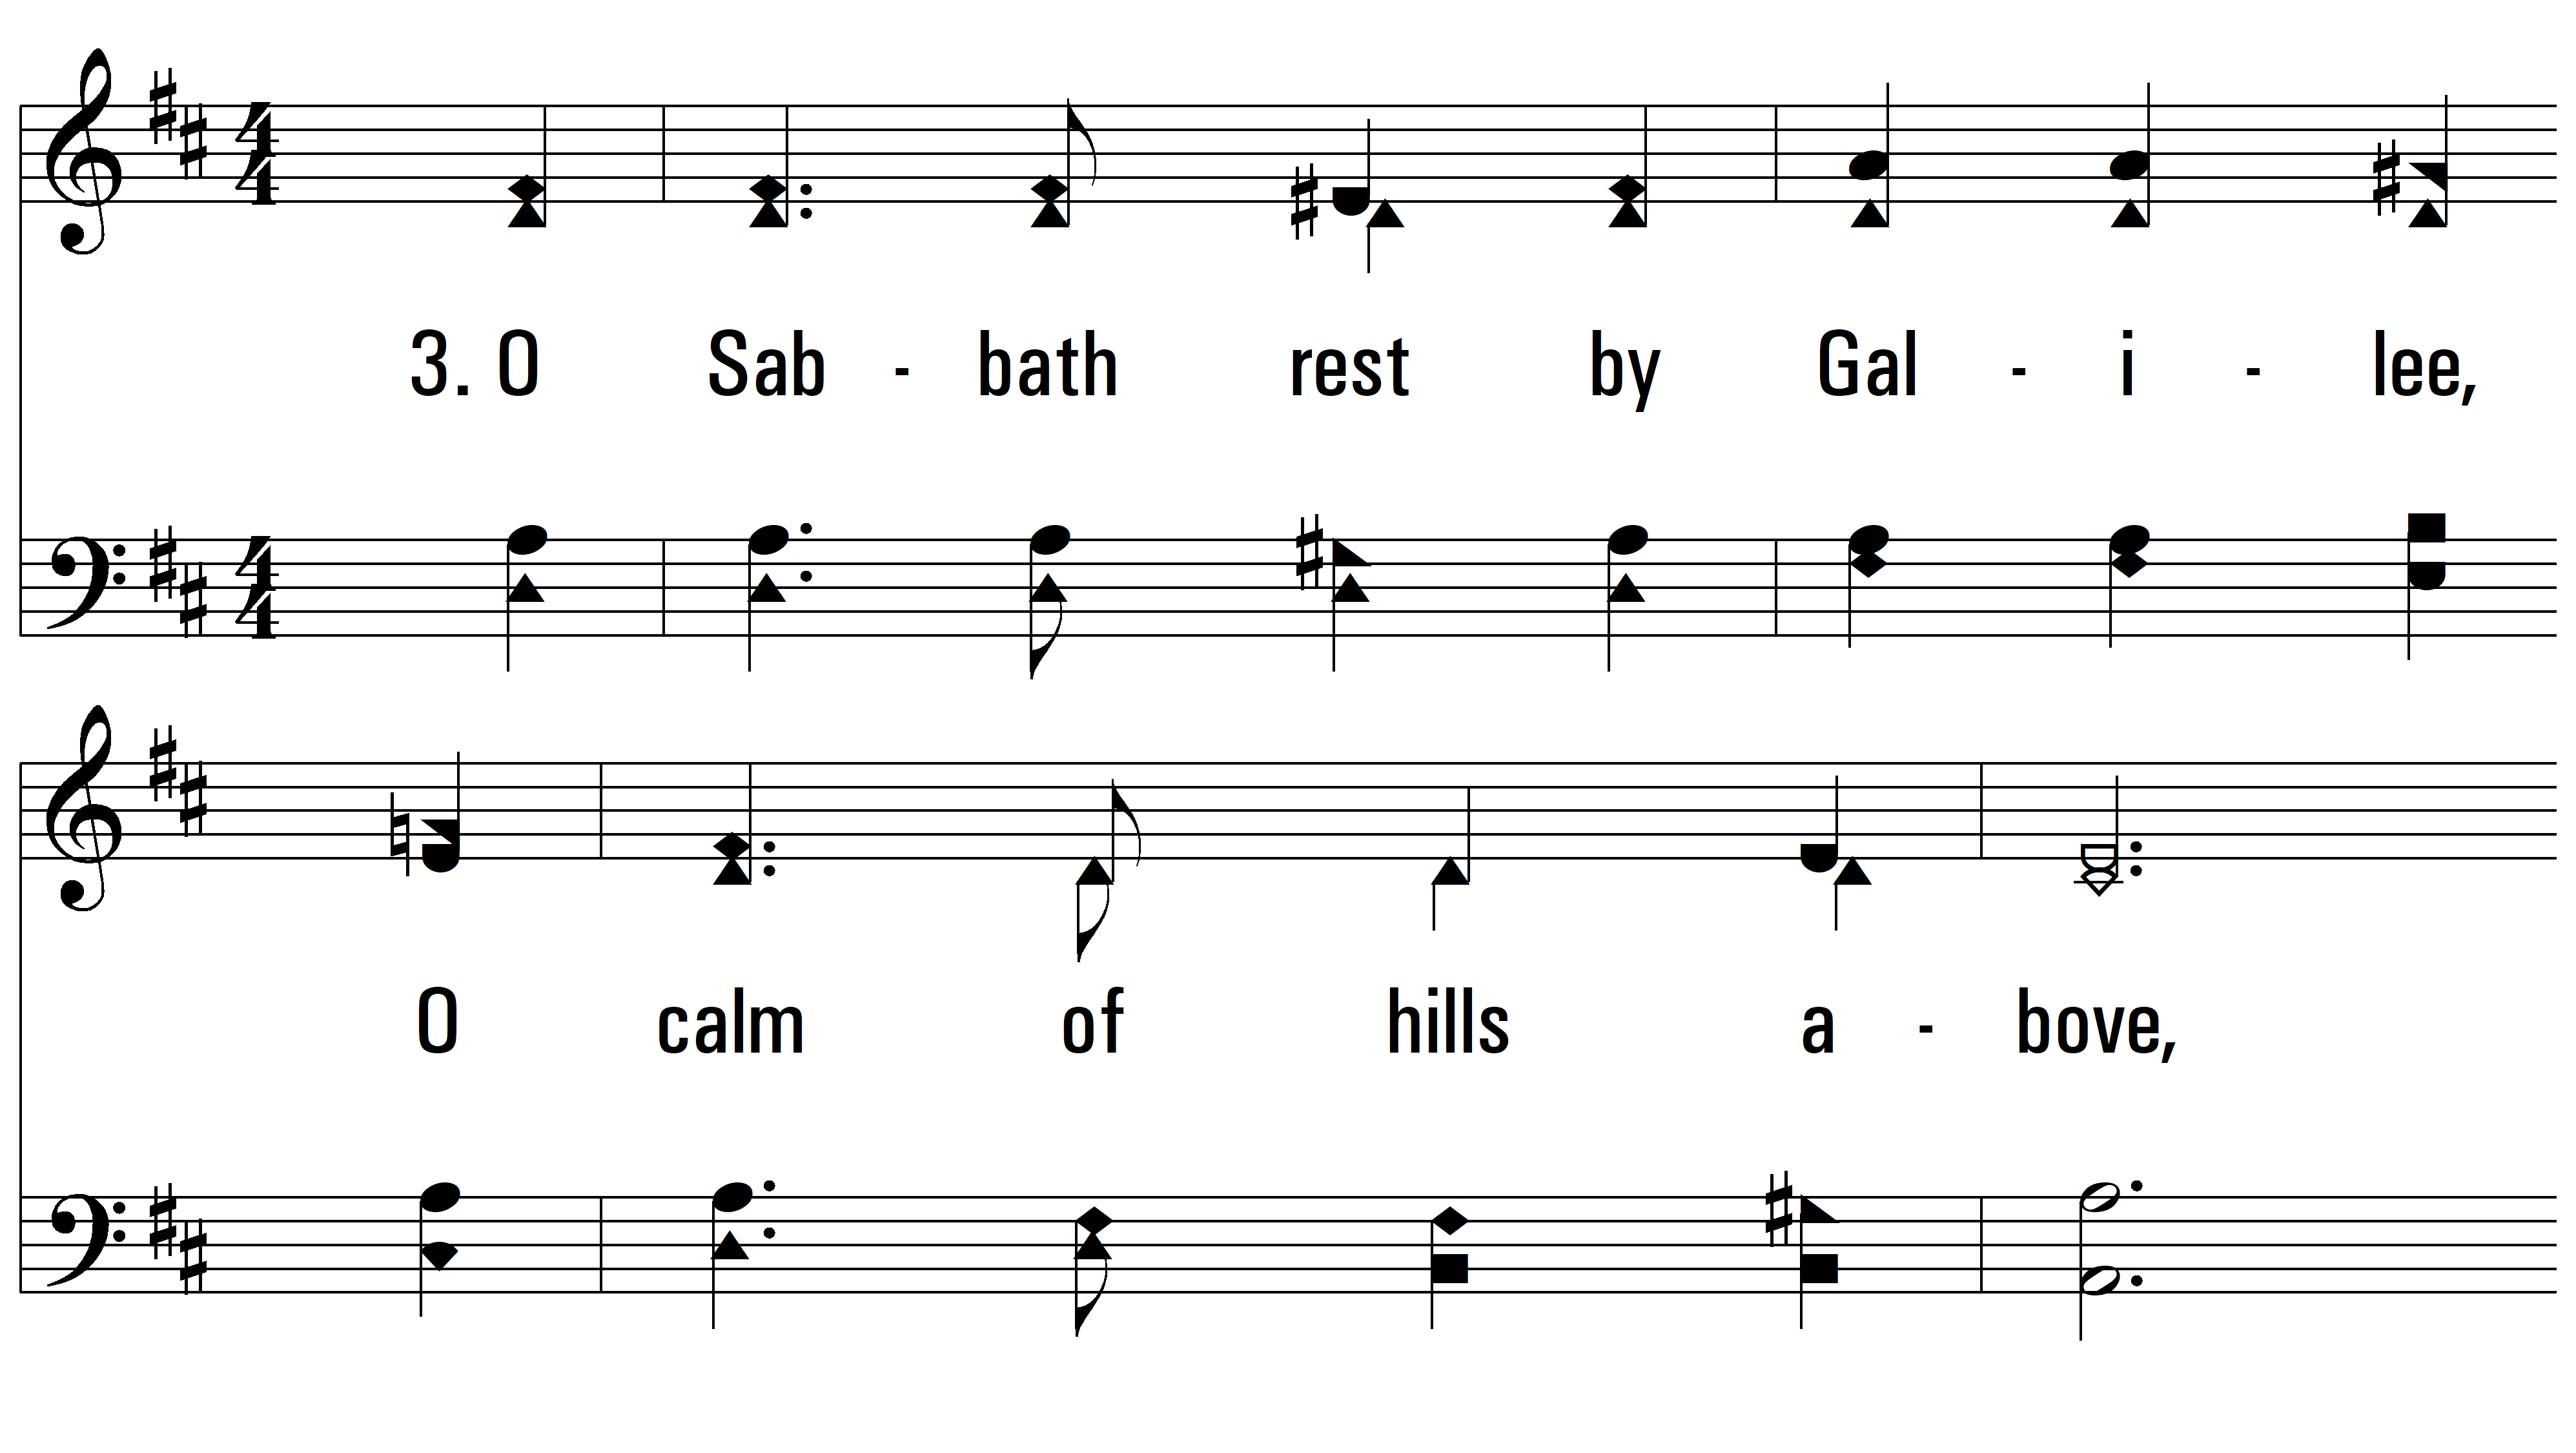 3. O Sab - bath rest by Gal - i - lee,
O calm of hills a - bove,